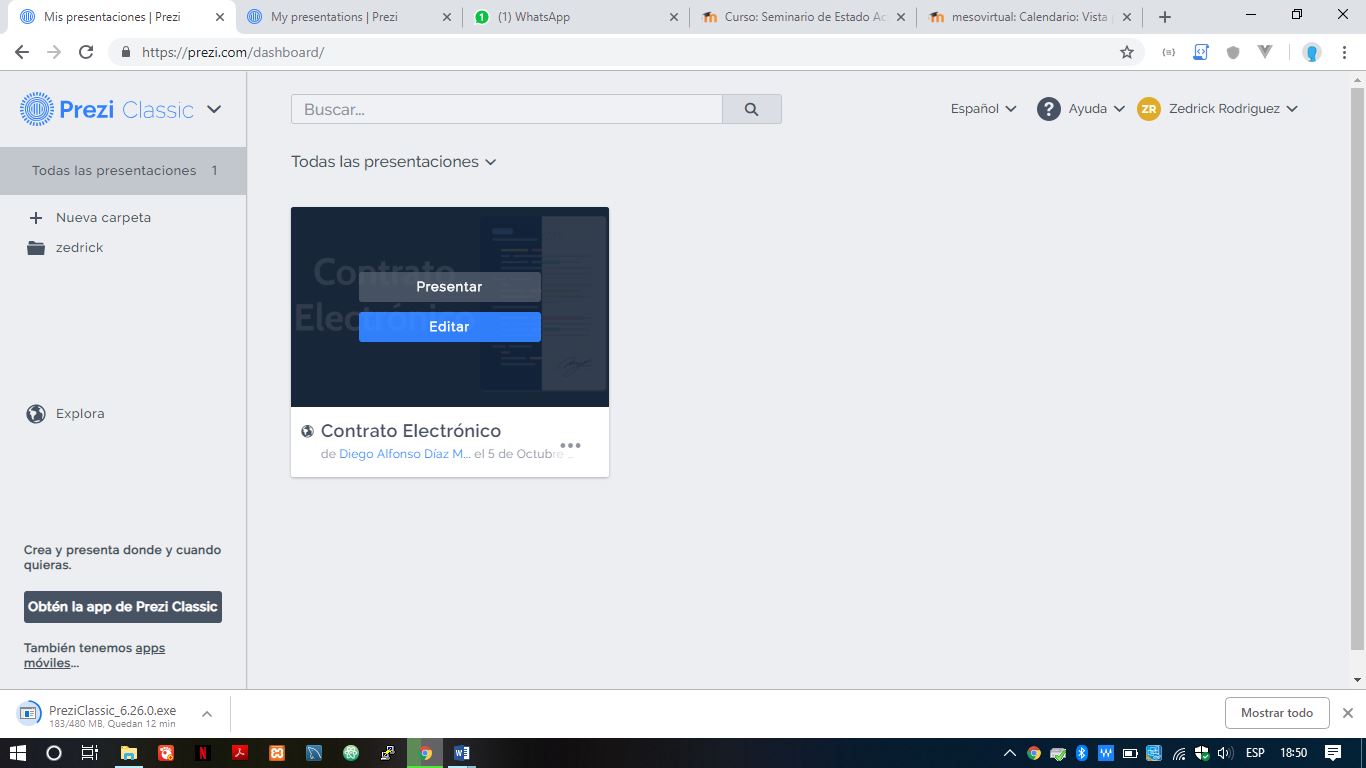 Mis presentaciones | Prezi
My presentations | Prezi
(1) WhatsApp
Curso: Seminario de Estado Ac
mesovirtual: Calendario: Vista
https://prezi.com/dashboard/
Prezi Classic
Buscar...
Español
? Ayuda
ZR Zedrick Rodriguez
Todas las presentaciones 1
Todas las presentaciones
Nueva carpeta
zedrick
Contrato
Electrónico
Presentar
Editar
Explora
Contrato Electrónico
de Diego Alfonso Díaz M... el 5 de Octubre ...
Crea y presenta donde y cuando
quieras.
Obtén la app de Prezi Classic
También tenemos apps
móviles...
PreziClassic_6.26.0.exe
183/480 MB, Quedan 12 min
Mostrar todo
ESP
18:50